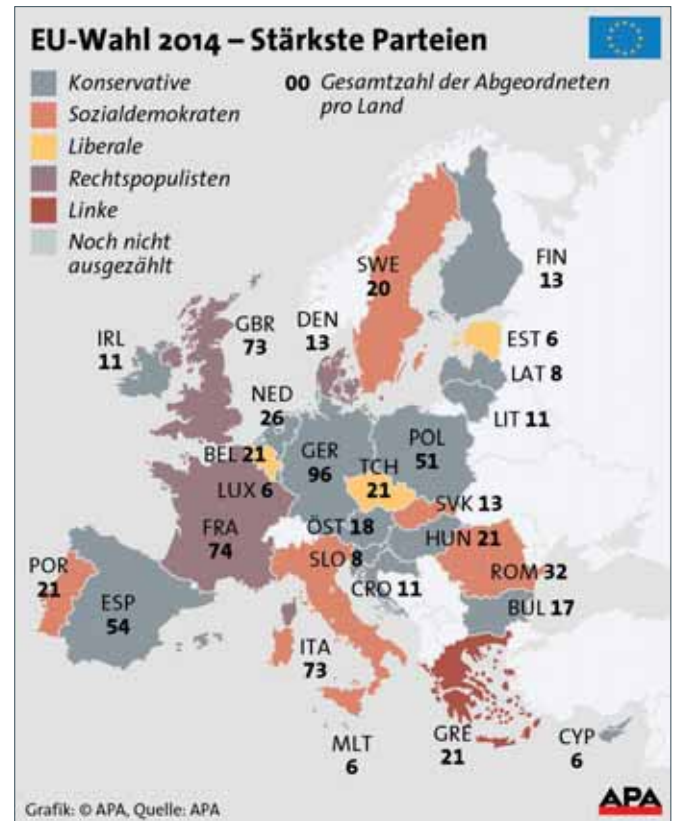 EU-Wahl 2014 – Stärkste Parteien
Konservative
Sozialdemokraten
Liberale
Rechtspopulisten
Linke
Noch nicht
ausgezählt
00 Gesamtzahl der Abgeordneten
pro Land
FIN
13
SWE
20
EST 6
LAT 8
LIT 11
DEN
13
GBR
73
IRL
11
NED
26
BEL 21
LUX 6
GER
96
POL
51
TCH
21
SVK 13
ÖST 18
HUN 21
SLO 8
CRO 11
ROM 32
BUL 17
FRA
74
POR
21
ESP
54
ITA
73
MLT
6
GRE
21
CYP
6
Grafik: © APA, Quelle: APA
APA